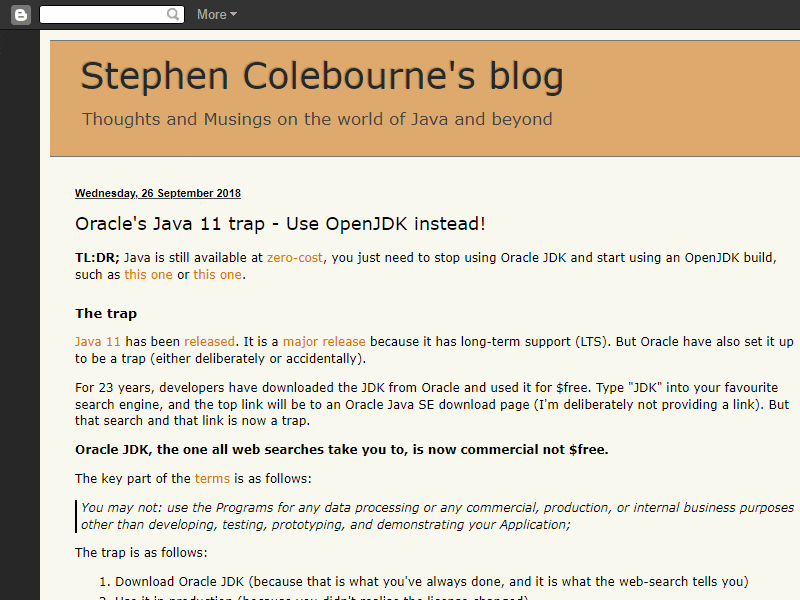 More
Stephen Colebourne's blog
Thoughts and Musings on the world of Java and beyond
Wednesday, 26 September 2018
Oracle's Java 11 trap - Use OpenJDK instead!
TL:DR; Java is still available at zero-cost, you just need to stop using Oracle JDK and start using an OpenJDK build,
such as this one or this one.
The trap
Java 11 has been released. It is a major release because it has long-term support (LTS). But Oracle have also set it up
to be a trap (either deliberately or accidentally).
For 23 years, developers have downloaded the JDK from Oracle and used it for $free. Type "JDK" into your favourite
search engine, and the top link will be to an Oracle Java SE download page (I'm deliberately not providing a link). But
that search and that link is now a trap.
Oracle JDK, the one all web searches take you to, is now commercial not $free.
The key part of the terms is as follows:
You may not: use the Programs for any data processing or any commercial, production, or internal business purposes
other than developing, testing, prototyping, and demonstrating your Application;
The trap is as follows:
1. Download Oracle JDK (because that is what you've always done, and it is what the web-search tells you)
2. Use it in production (because you didn't realise the license changed)